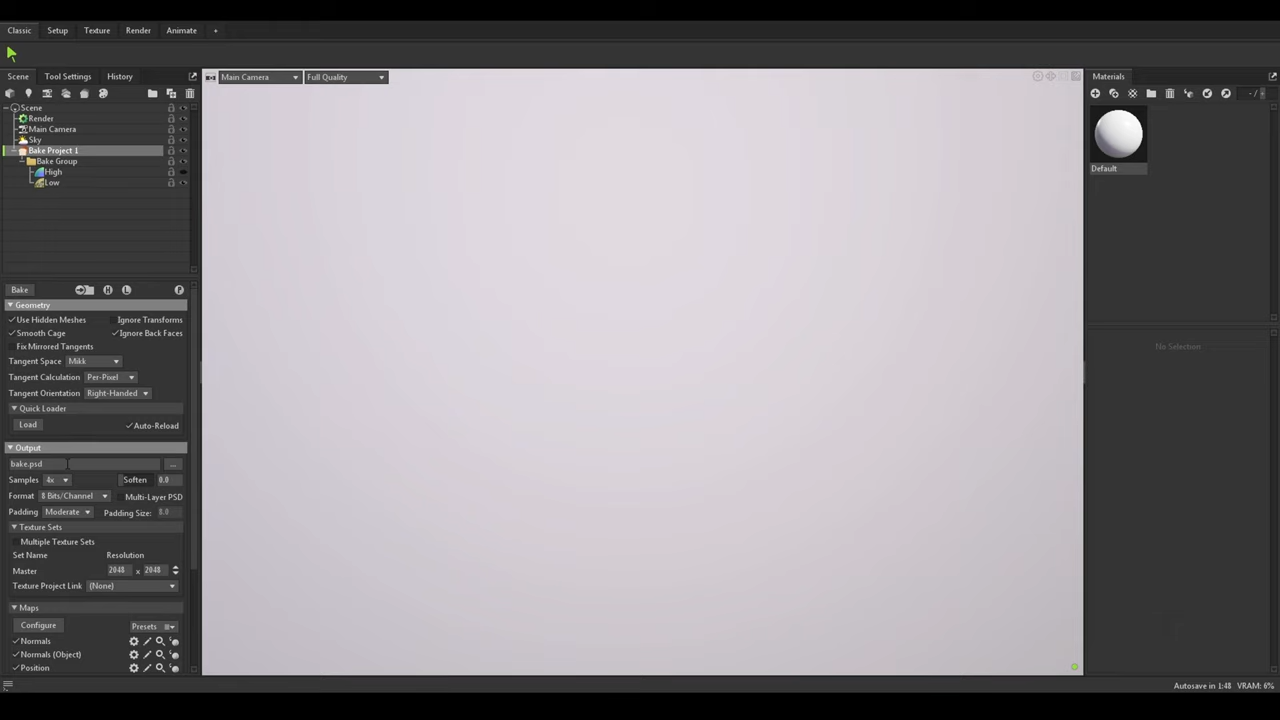 Classic Setup Texture Render Animate +
Scene Tool Settings History
Main Camera Full Quality
Materials
- /
Scene
Render
Main Camera
Sky
Bake Project 1
Bake Group
High
Low
Default
Bake H L P
Geometry
Use Hidden Meshes Ignore Transforms
Smooth Cage Ignore Back Faces
Fix Mirrored Tangents
Tangent Space Mikk
Tangent Calculation Per-Pixel
Tangent Orientation Right-Handed
Quick Loader
Load Auto-Reload
Output
bake.psd ...
Samples 4x Soften 0.0
Format 8 Bits/Channel Multi-Layer PSD
Padding Moderate Padding Size: 8.0
Texture Sets
Multiple Texture Sets
Set Name Resolution
Master 2048 x 2048
Texture Project Link (None)
Maps
Configure Presets
Normals
Normals (Object)
Position
No Selection
Autosave in 1:48 VRAM: 6%